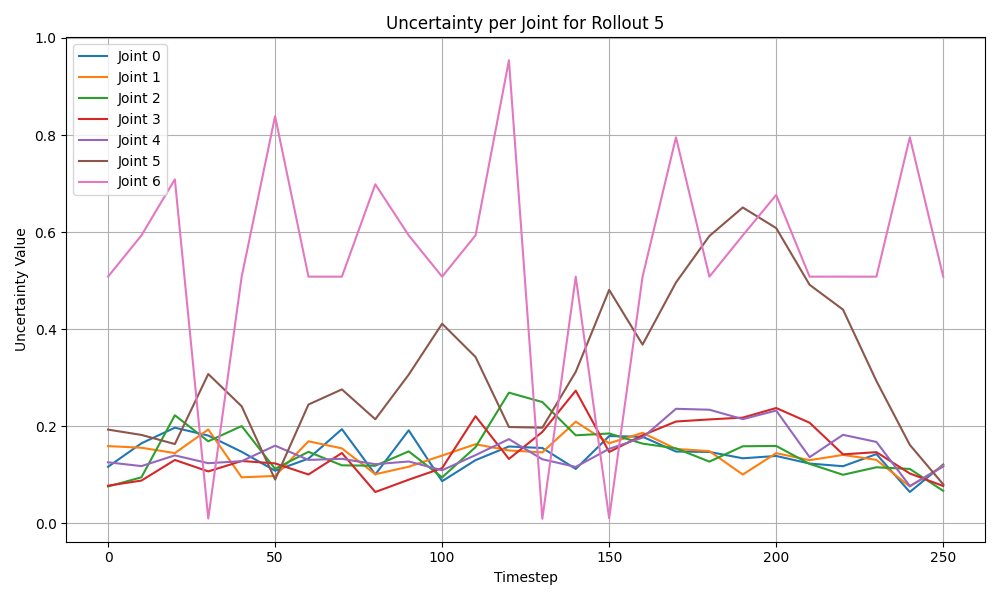 Uncertainty per Joint for Rollout 5
1.0
Joint 0
Joint 1
Joint 2
Joint 3
Joint 4
Joint 5
Joint 6
0.8
0.6
0.4
0.2
0.0
Uncertainty Value
0 50 100 150 200 250
Timestep